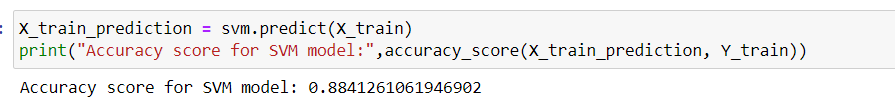 X_train_prediction = svm.predict(X_train)
print("Accuracy score for SVM model:",accuracy_score(X_train_prediction, Y_train))
Accuracy score for SVM model: 0.8841261061946902